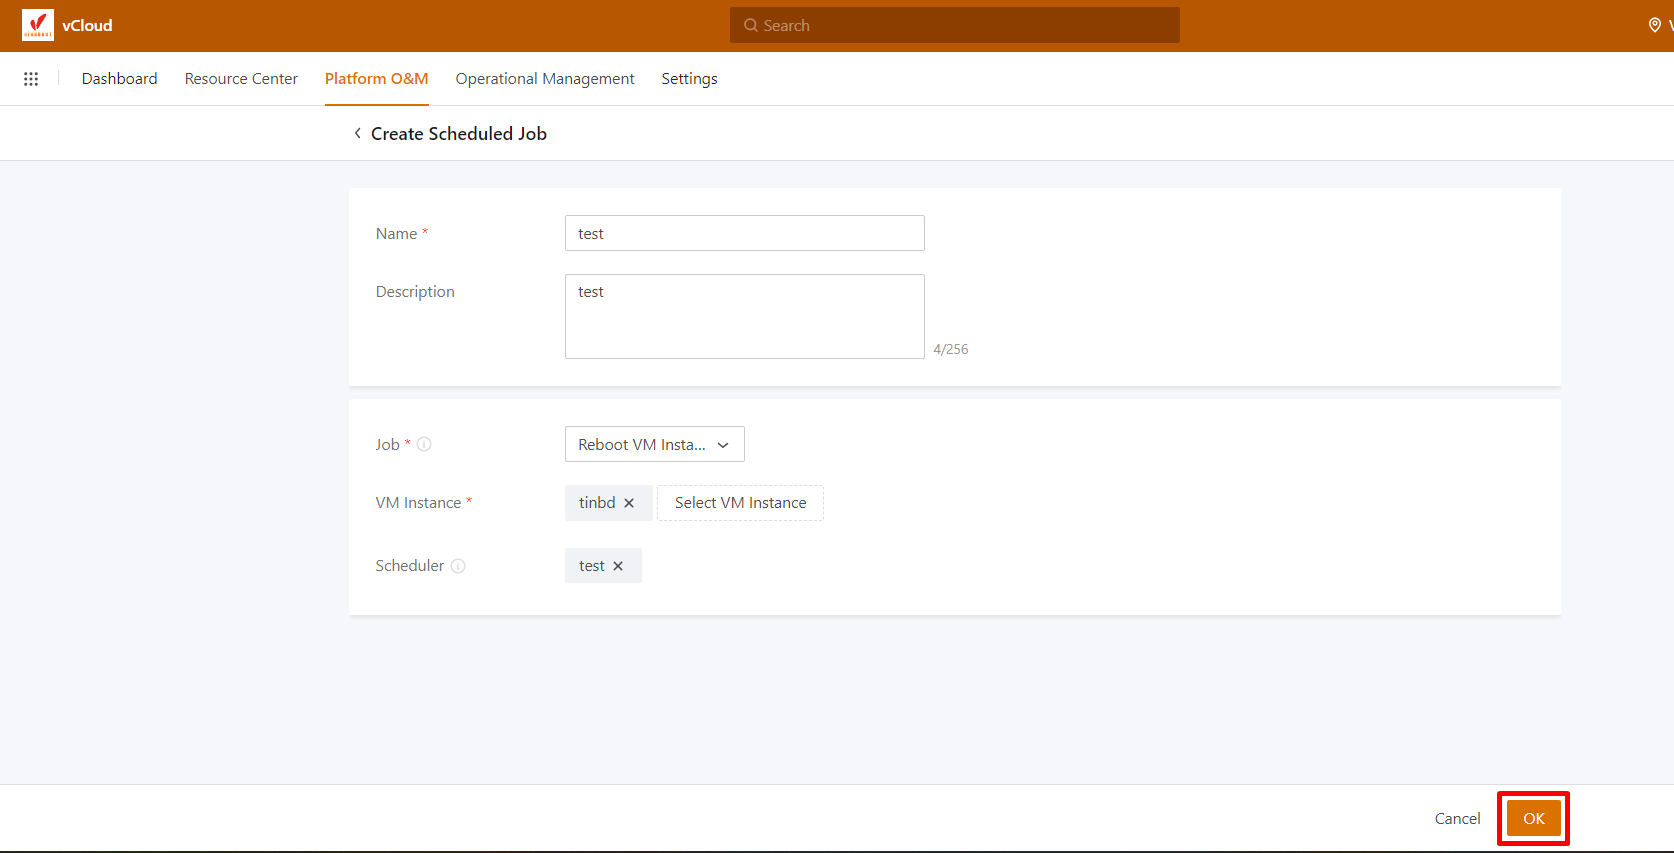 vCloud
Search
V
Dashboard Resource Center Platform O&M Operational Management Settings
Create Scheduled Job
Name * test
Description test
4/256
Job * Reboot VM Insta...
VM Instance * tinbd Select VM Instance
Scheduler test
Cancel OK